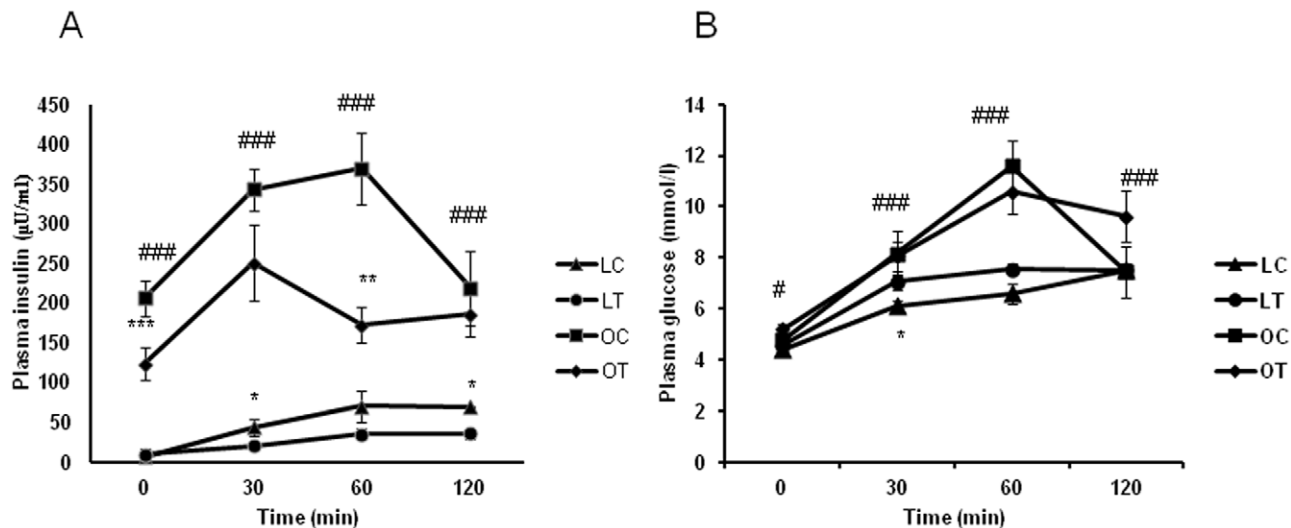 A
B
Plasma insulin (µU/ml)
450
400
350
300
250
200
150
100
50
0
###
###
###
###
***
**
*
*
0
30
60
120
Time (min)
LC
LT
OC
OT
Plasma glucose (mmol/l)
14
12
10
8
6
4
2
0
#
###
###
###
*
0
30
60
120
Time (min)
LC
LT
OC
OT